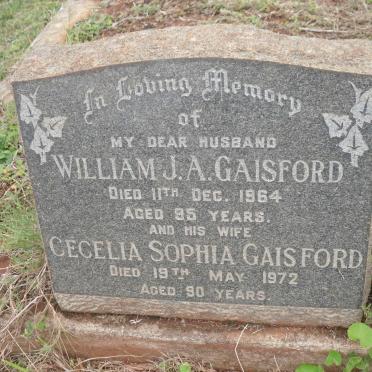 In Loving Memory
of
MY DEAR HUSBAND
WILLIAM J.A. GAISFORD
DIED 11TH DEC. 1964
AGED 95 YEARS.
AND HIS WIFE
CECELIA SOPHIA GAISFORD
DIED 19TH MAY 1972
AGED 90 YEARS.